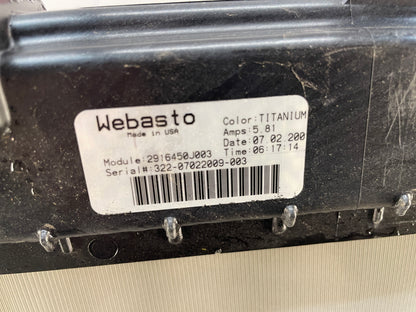 Webasto
Made in USA
Color:TITANIUM
Amps:5.81
Date:07.02.200
Time:06:17:14
Module:2916450J003
Serial#:322-07022009-003